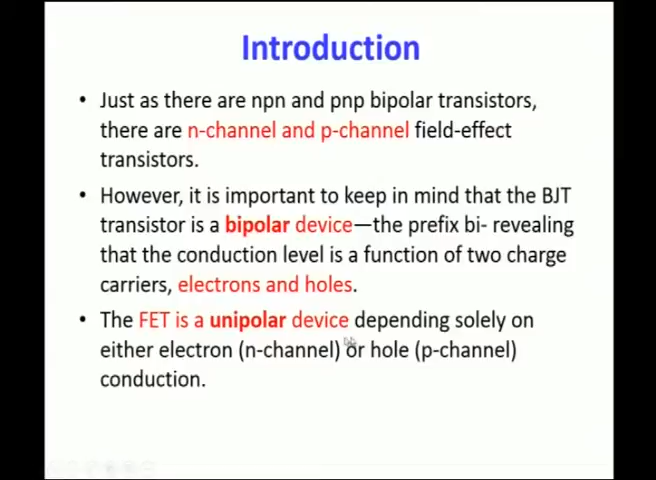 Introduction
• Just as there are npn and pnp bipolar transistors,
there are n-channel and p-channel field-effect
transistors.
• However, it is important to keep in mind that the BJT
transistor is a bipolar device—the prefix bi- revealing
that the conduction level is a function of two charge
carriers, electrons and holes.
• The FET is a unipolar device depending solely on
either electron (n-channel) or hole (p-channel)
conduction.